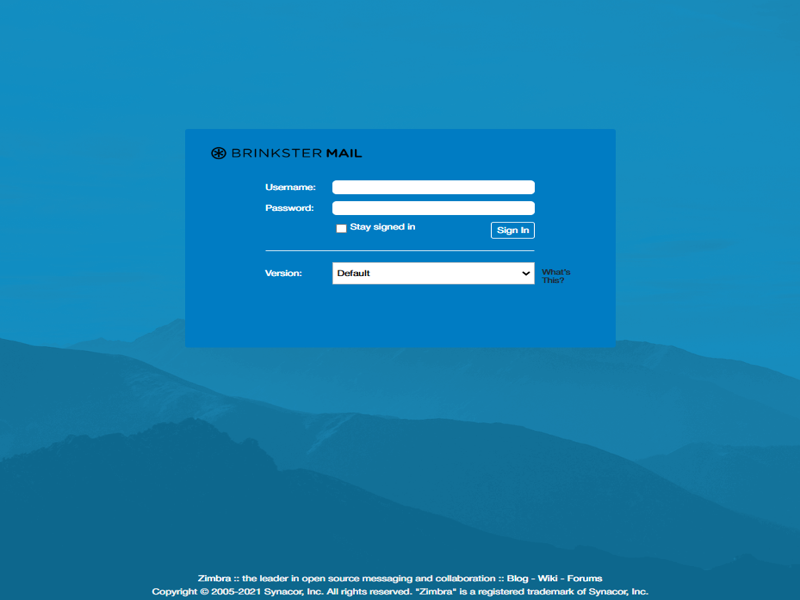 BRINKSTER MAIL
Username:
Password:
Stay signed in
Sign In
Version:
Default
What's
This?
Zimbra :: the leader in open source messaging and collaboration :: Blog - Wiki - Forums
Copyright © 2005-2021 Synacor, Inc. All rights reserved. "Zimbra" is a registered trademark of Synacor, Inc.